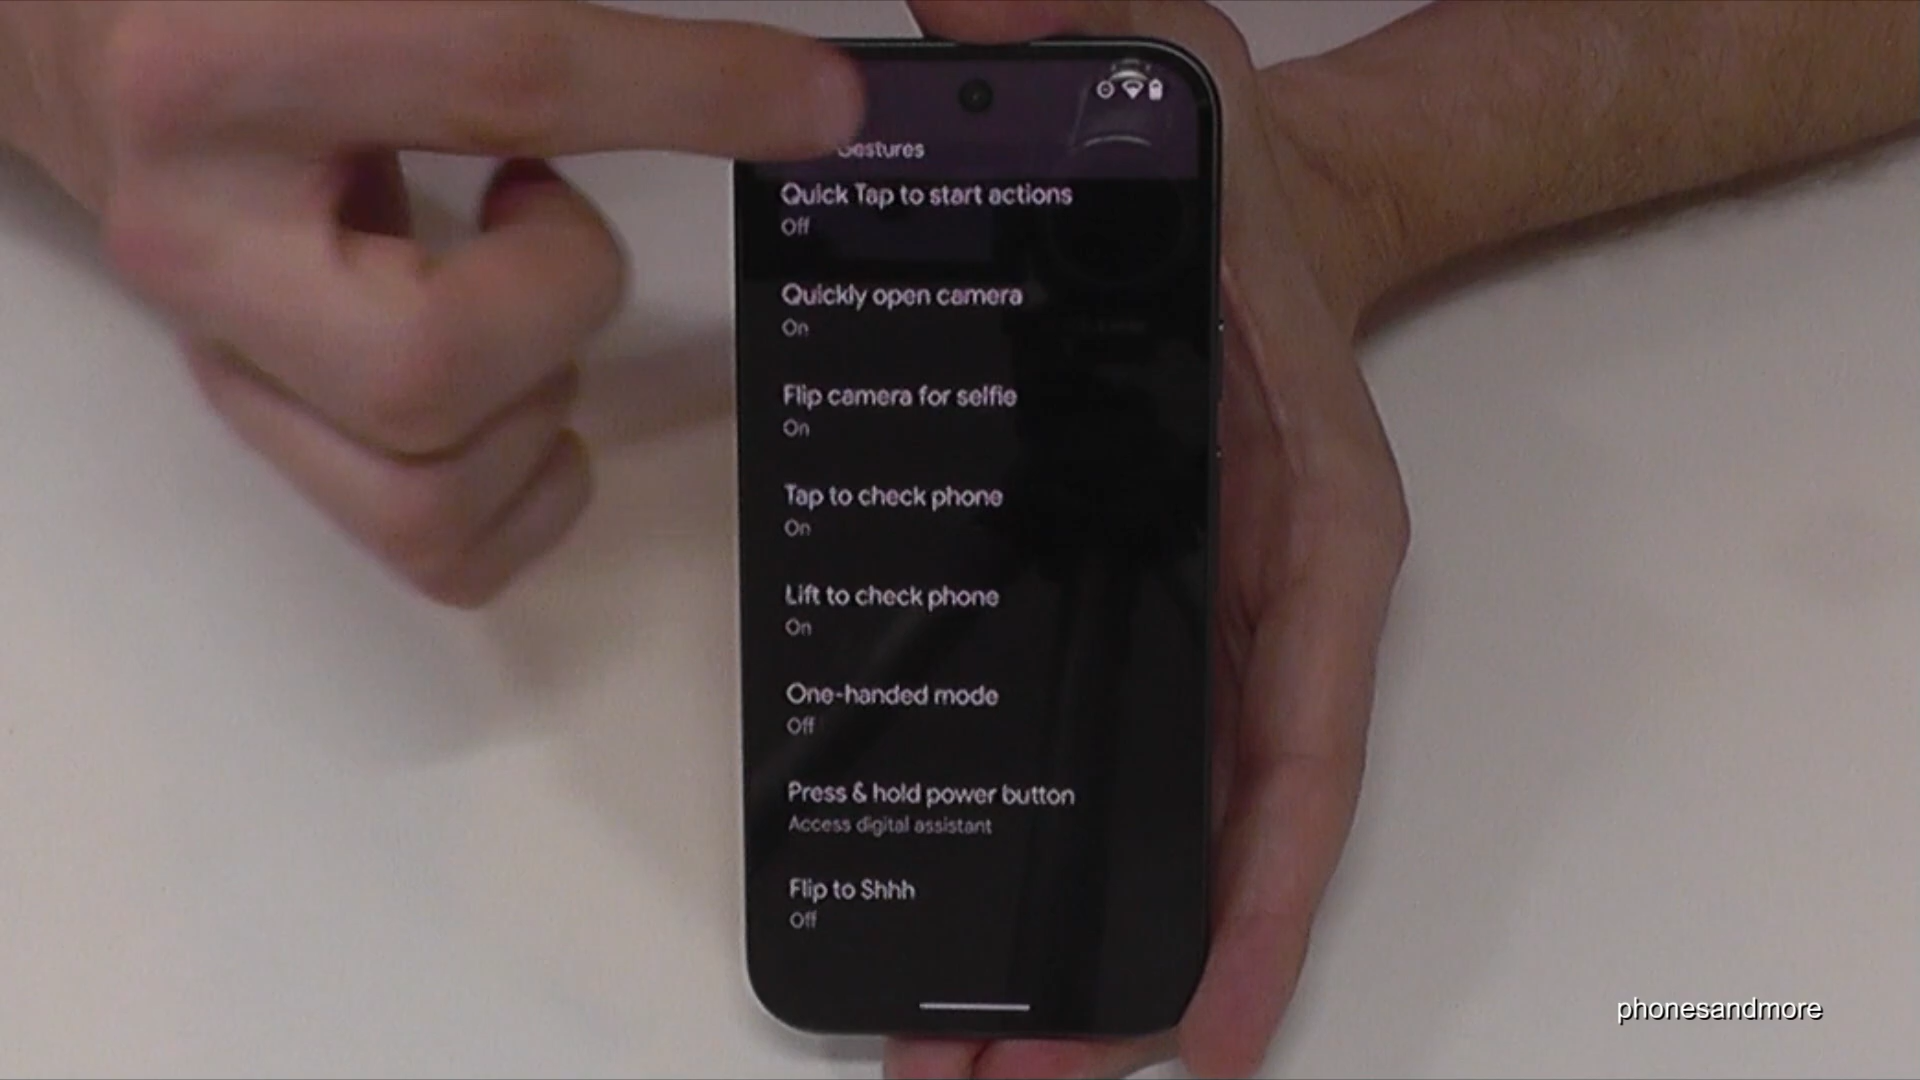 Gestures
Quick Tap to start actions
Off
Quickly open camera
On
Flip camera for selfie
On
Tap to check phone
On
Lift to check phone
On
One-handed mode
Off
Press & hold power button
Access digital assistant
Flip to Shhh
Off
phonesandmore